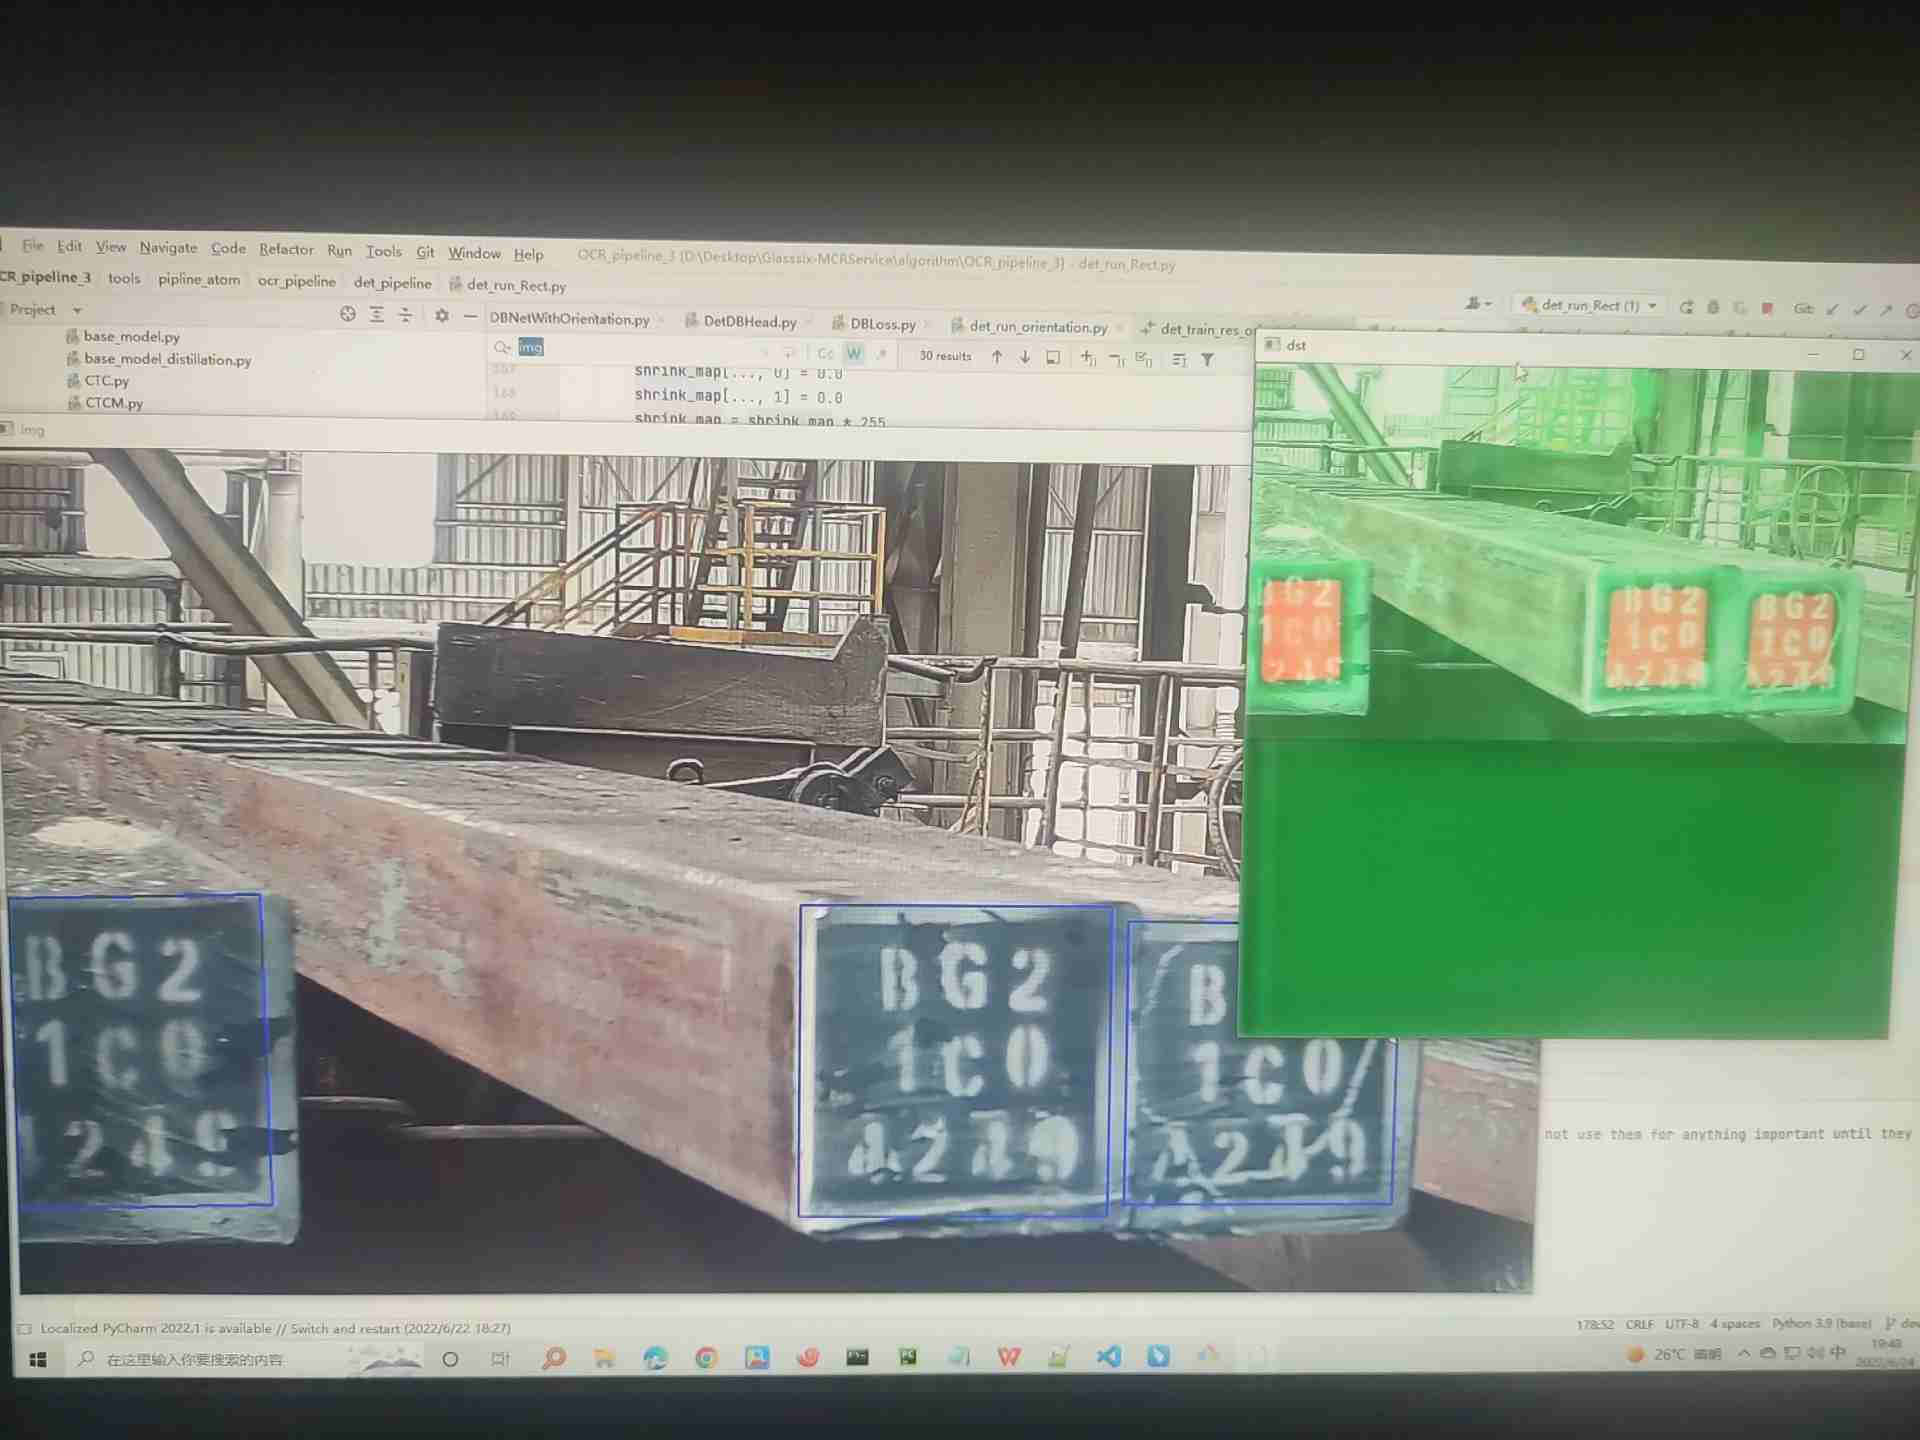 File Edit View Navigate Code Refactor Run Tools Git Window Help OCR_pipeline_3 (D:\Desktop\Glasssix-MCRService\algorithm\OCR_pipeline_3) - det_run_Rect.py
CR_pipeline_3 tools pipline_atom ocr_pipeline det_pipeline det_run_Rect.py
det_run_Rect (1) Git:
Project
DBNetWithOrientation.py DetDBHead.py DBLoss.py det_run_orientation.py det_train_res_o
base_model.py
base_model_distillation.py
CTC.py
CTCM.py
img Cc W .* 30 results
shrink_map[..., 0] = 0.0
168 shrink_map[..., 1] = 0.0
169 shrink_map = shrink_map * 255
img
dst
BG2
1C0
BG2
1C0
A249
BG2
1C0
A249
BG2
1C0
BG2
1C0
A249
B
1C0
A249
not use them for anything important until they
Localized PyCharm 2022.1 is available // Switch and restart (2022/6/22 18:27)
178:52 CRLF UTF-8 4 spaces Python 3.9 (base) dev
在这里输入你要搜索的内容
26°C 晴朗 中
19:48
2022/6/24